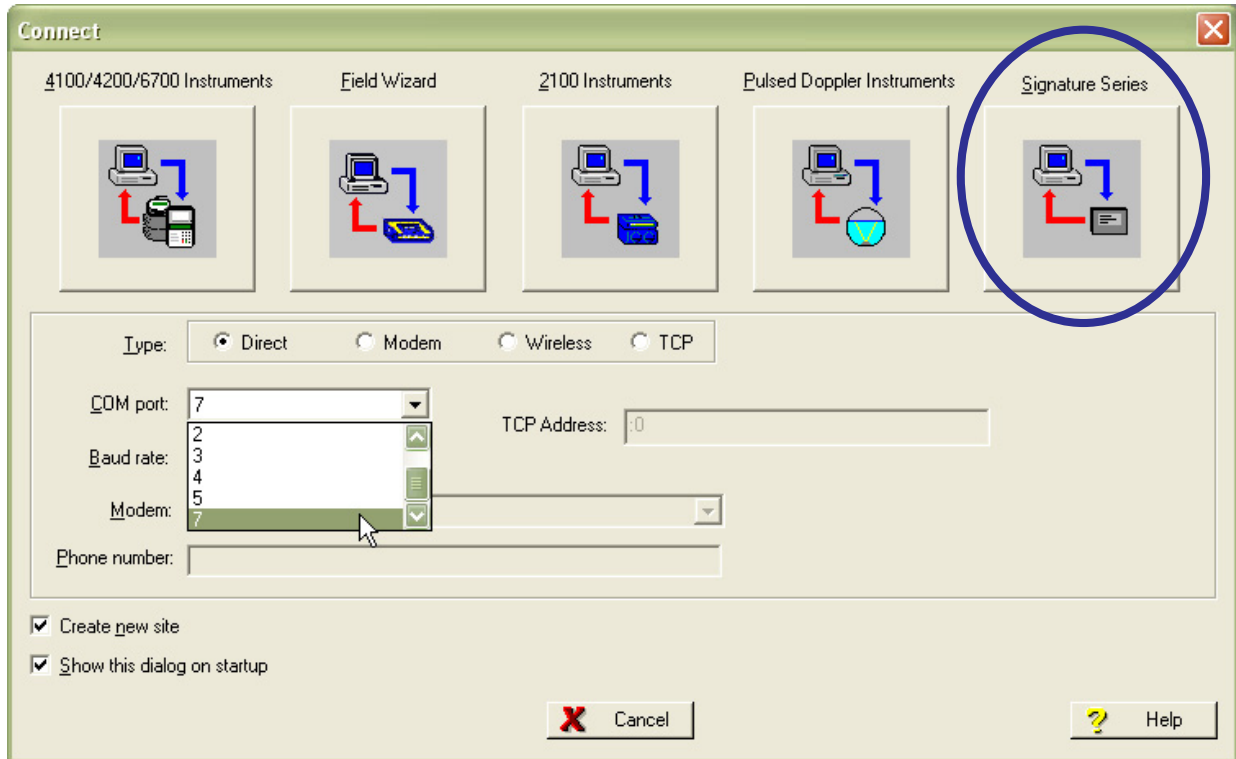 Connect
4100/4200/6700 Instruments
Field Wizard
2100 Instruments
Pulsed Doppler Instruments
Signature Series
Type:
Direct
Modem
Wireless
TCP
COM port:
7
2
3
4
5
7
TCP Address:
:0
Baud rate:
Modem:
Phone number:
Create new site
Show this dialog on startup
Cancel
Help